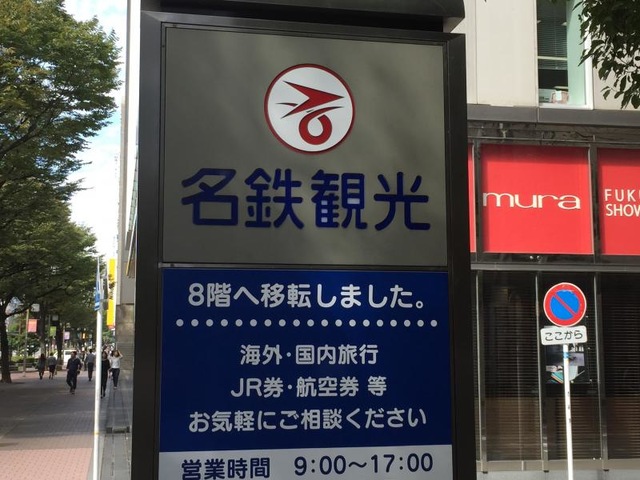 名鉄観光
8階へ移転しました。
海外・国内旅行
JR券・航空券 等
お気軽にご相談ください
営業時間 9:00〜17:00
mura
FUKU
SHOW
ここから